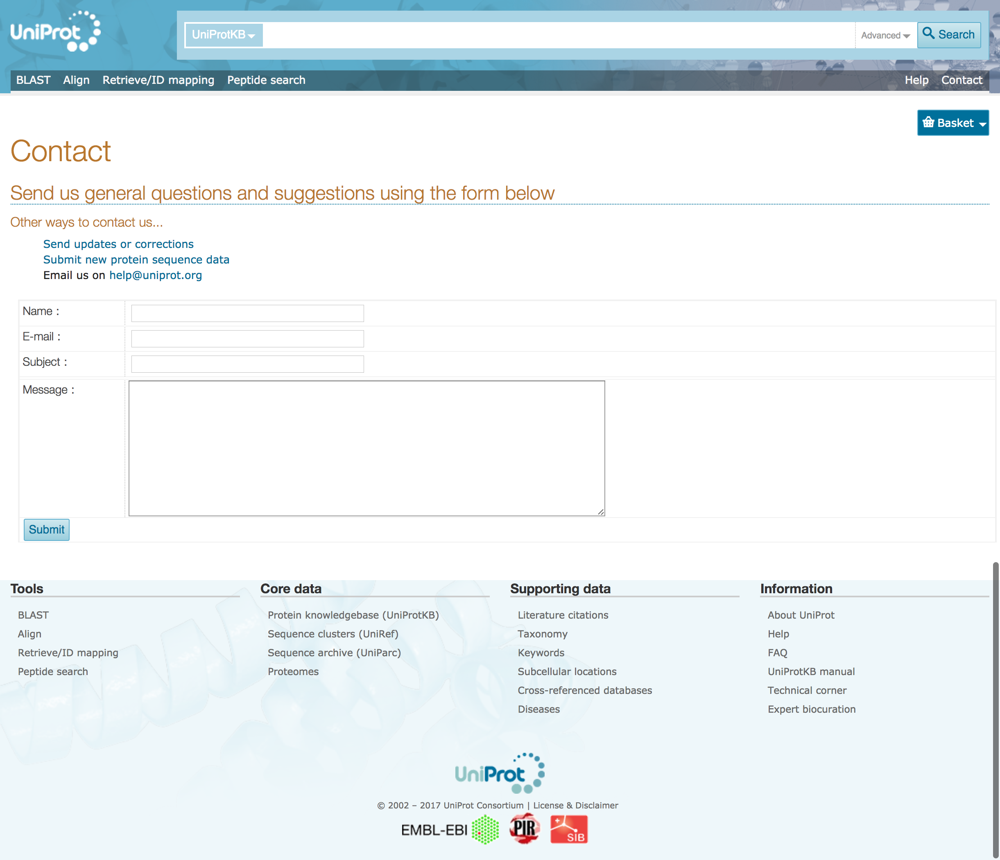 UniProt
UniProtKB
Advanced
Search
BLAST Align Retrieve/ID mapping Peptide search Help Contact
Basket
Contact
Send us general questions and suggestions using the form below
Other ways to contact us...
Send updates or corrections
Submit new protein sequence data
Email us on help@uniprot.org
Name :
E-mail :
Subject :
Message :
Submit
Tools
BLAST
Align
Retrieve/ID mapping
Peptide search
Core data
Protein knowledgebase (UniProtKB)
Sequence clusters (UniRef)
Sequence archive (UniParc)
Proteomes
Supporting data
Literature citations
Taxonomy
Keywords
Subcellular locations
Cross-referenced databases
Diseases
Information
About UniProt
Help
FAQ
UniProtKB manual
Technical corner
Expert biocuration
UniProt
© 2002 – 2017 UniProt Consortium | License & Disclaimer
EMBL-EBI PIR SIB